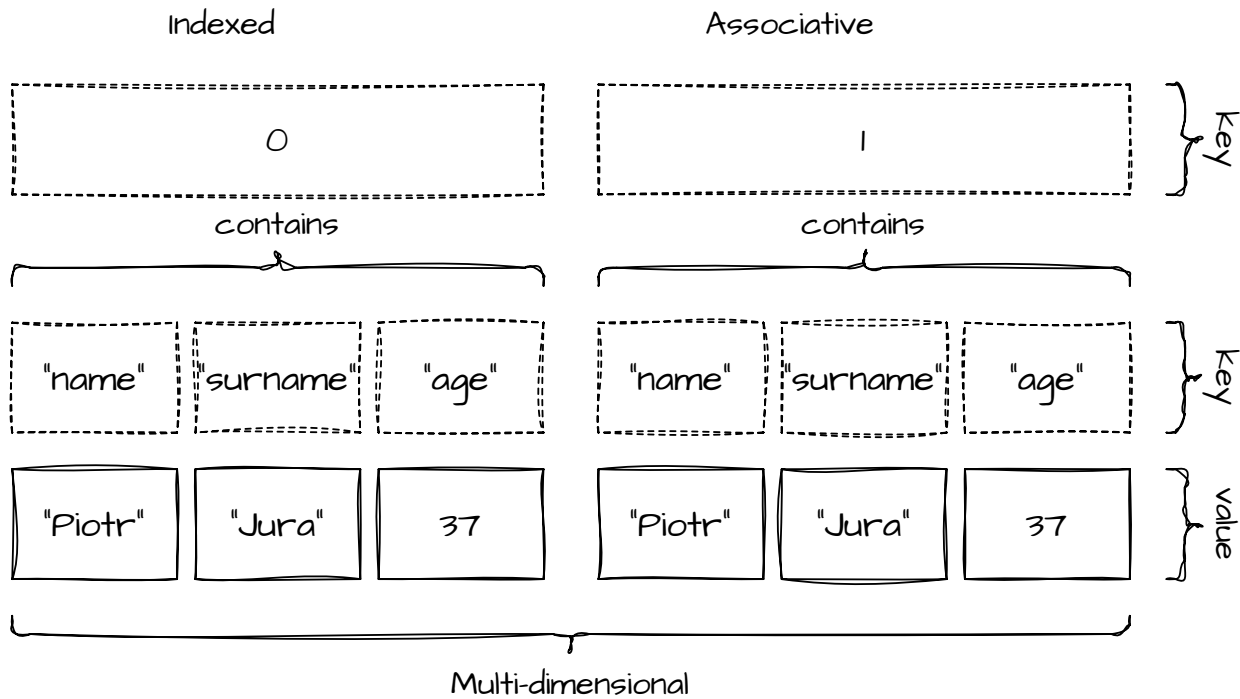 Indexed
Associative
0
1
key
contains
contains
"name"
"surname"
"age"
"name"
"surname"
"age"
key
"Piotr"
"Jura"
37
"Piotr"
"Jura"
37
value
Multi-dimensional